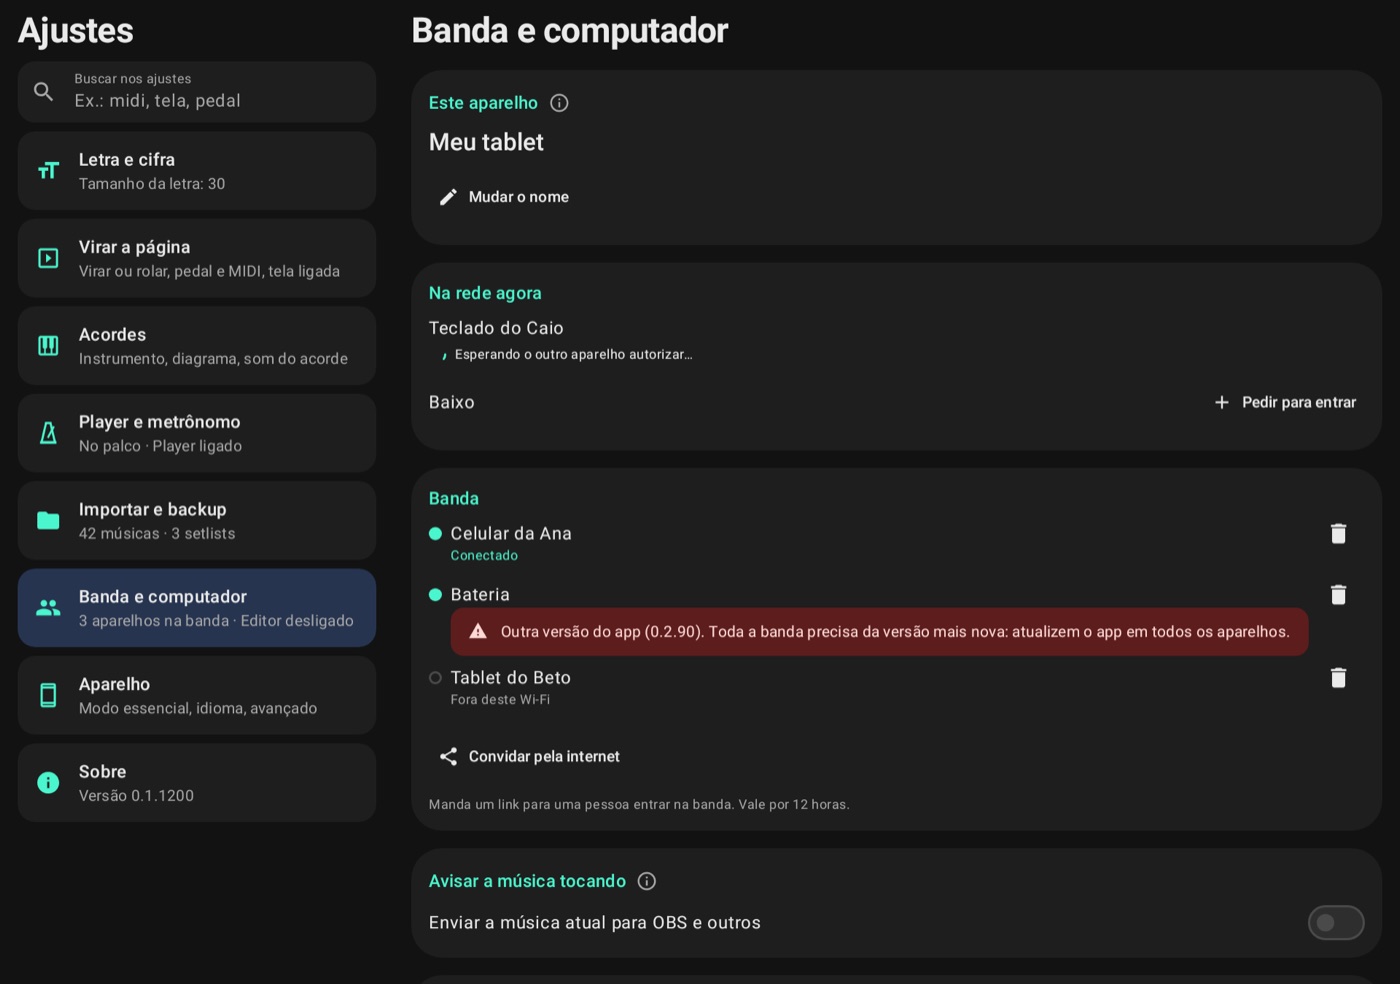 Ajustes
Buscar nos ajustes
Ex.: midi, tela, pedal
Letra e cifra
Tamanho da letra: 30
Virar a página
Virar ou rolar, pedal e MIDI, tela ligada
Acordes
Instrumento, diagrama, som do acorde
Player e metrônomo
No palco · Player ligado
Importar e backup
42 músicas · 3 setlists
Banda e computador
3 aparelhos na banda · Editor desligado
Aparelho
Modo essencial, idioma, avançado
Sobre
Versão 0.1.1200
Banda e computador
Este aparelho
Meu tablet
Mudar o nome
Na rede agora
Teclado do Caio
Esperando o outro aparelho autorizar...
Baixo
Pedir para entrar
Banda
Celular da Ana
Conectado
Bateria
Outra versão do app (0.2.90). Toda a banda precisa da versão mais nova: atualizem o app em todos os aparelhos.
Tablet do Beto
Fora deste Wi-Fi
Convidar pela internet
Manda um link para uma pessoa entrar na banda. Vale por 12 horas.
Avisar a música tocando
Enviar a música atual para OBS e outros